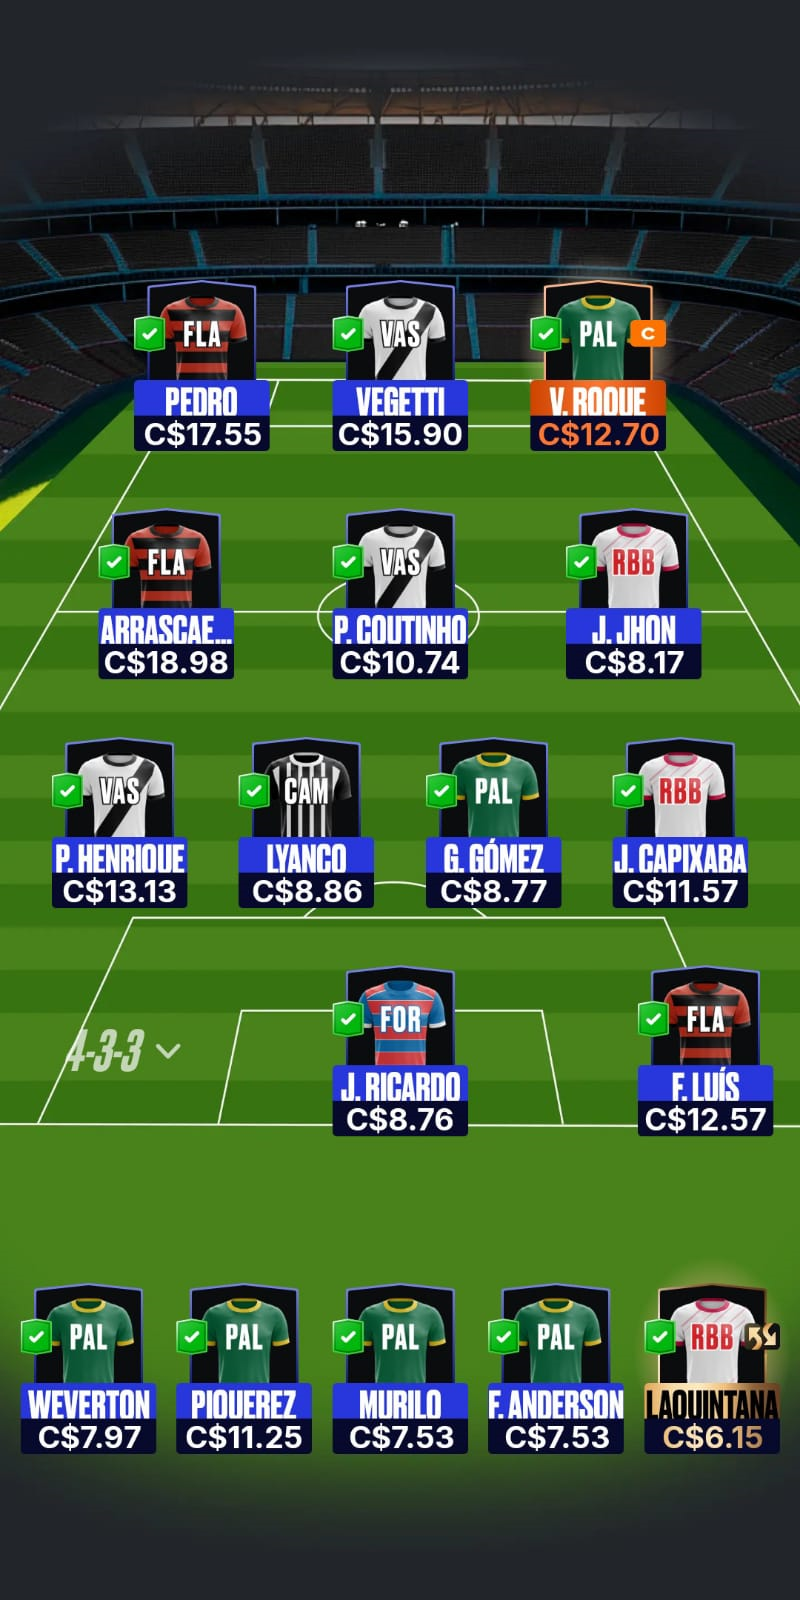 FLA VAS PAL C
PEDRO VEGETTI V. ROQUE
C$17.55 C$15.90 C$12.70
FLA VAS RBB
ARRASCAE... P. COUTINHO J. JHON
C$18.98 C$10.74 C$8.17
VAS CAM PAL RBB
P. HENRIQUE LYANCO G. GÓMEZ J. CAPIXABA
C$13.13 C$8.86 C$8.77 C$11.57
FOR FLA
4-3-3
J. RICARDO F. LUÍS
C$8.76 C$12.57
PAL PAL PAL PAL RBB
WEVERTON PIQUEREZ MURILO F. ANDERSON LAQUINTANA
C$7.97 C$11.25 C$7.53 C$7.53 C$6.15